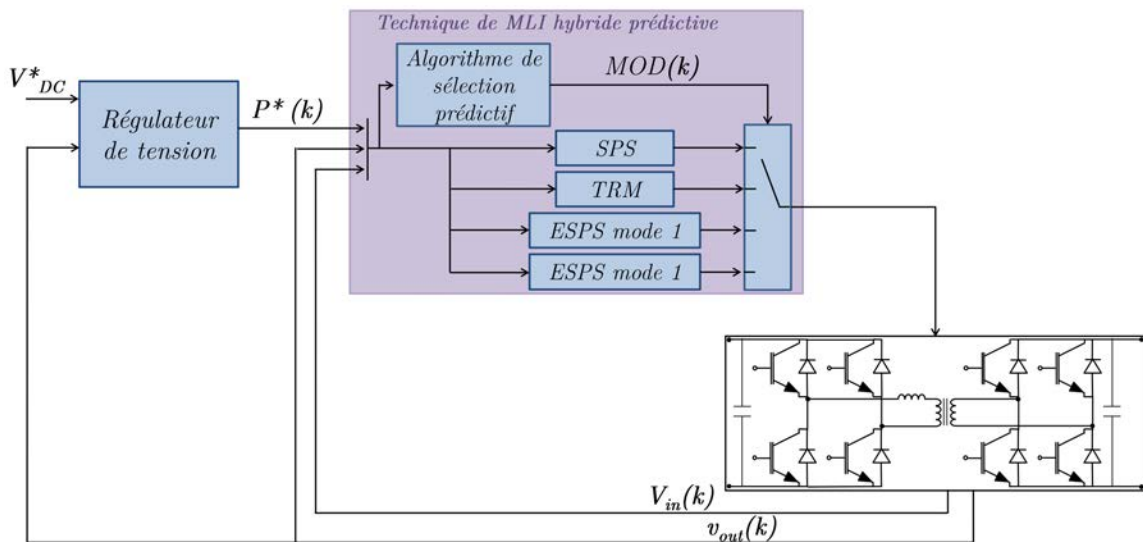 Technique de MLI hybride prédictive
Algorithme de
sélection
prédictif
MOD(k)
V*DC
P* (k)
Régulateur
de tension
SPS
TRM
ESPS mode 1
ESPS mode 1
Vin(k)
vout(k)